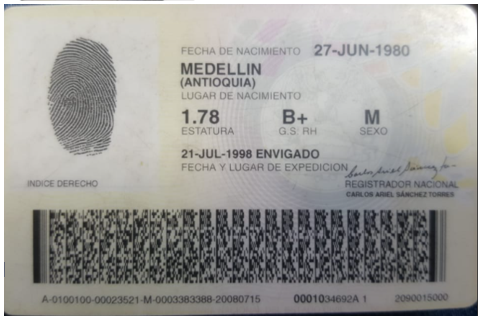 FECHA DE NACIMIENTO 27-JUN-1980
MEDELLIN
(ANTIOQUIA)
LUGAR DE NACIMIENTO
1.78 B+ M
ESTATURA G.S. RH SEXO
21-JUL-1998 ENVIGADO
FECHA Y LUGAR DE EXPEDICION
INDICE DERECHO
REGISTRADOR NACIONAL
CARLOS ARIEL SÁNCHEZ TORRES
A-0100100-00023521-M-0003383388-20080715 0001034692A 1 2090015000